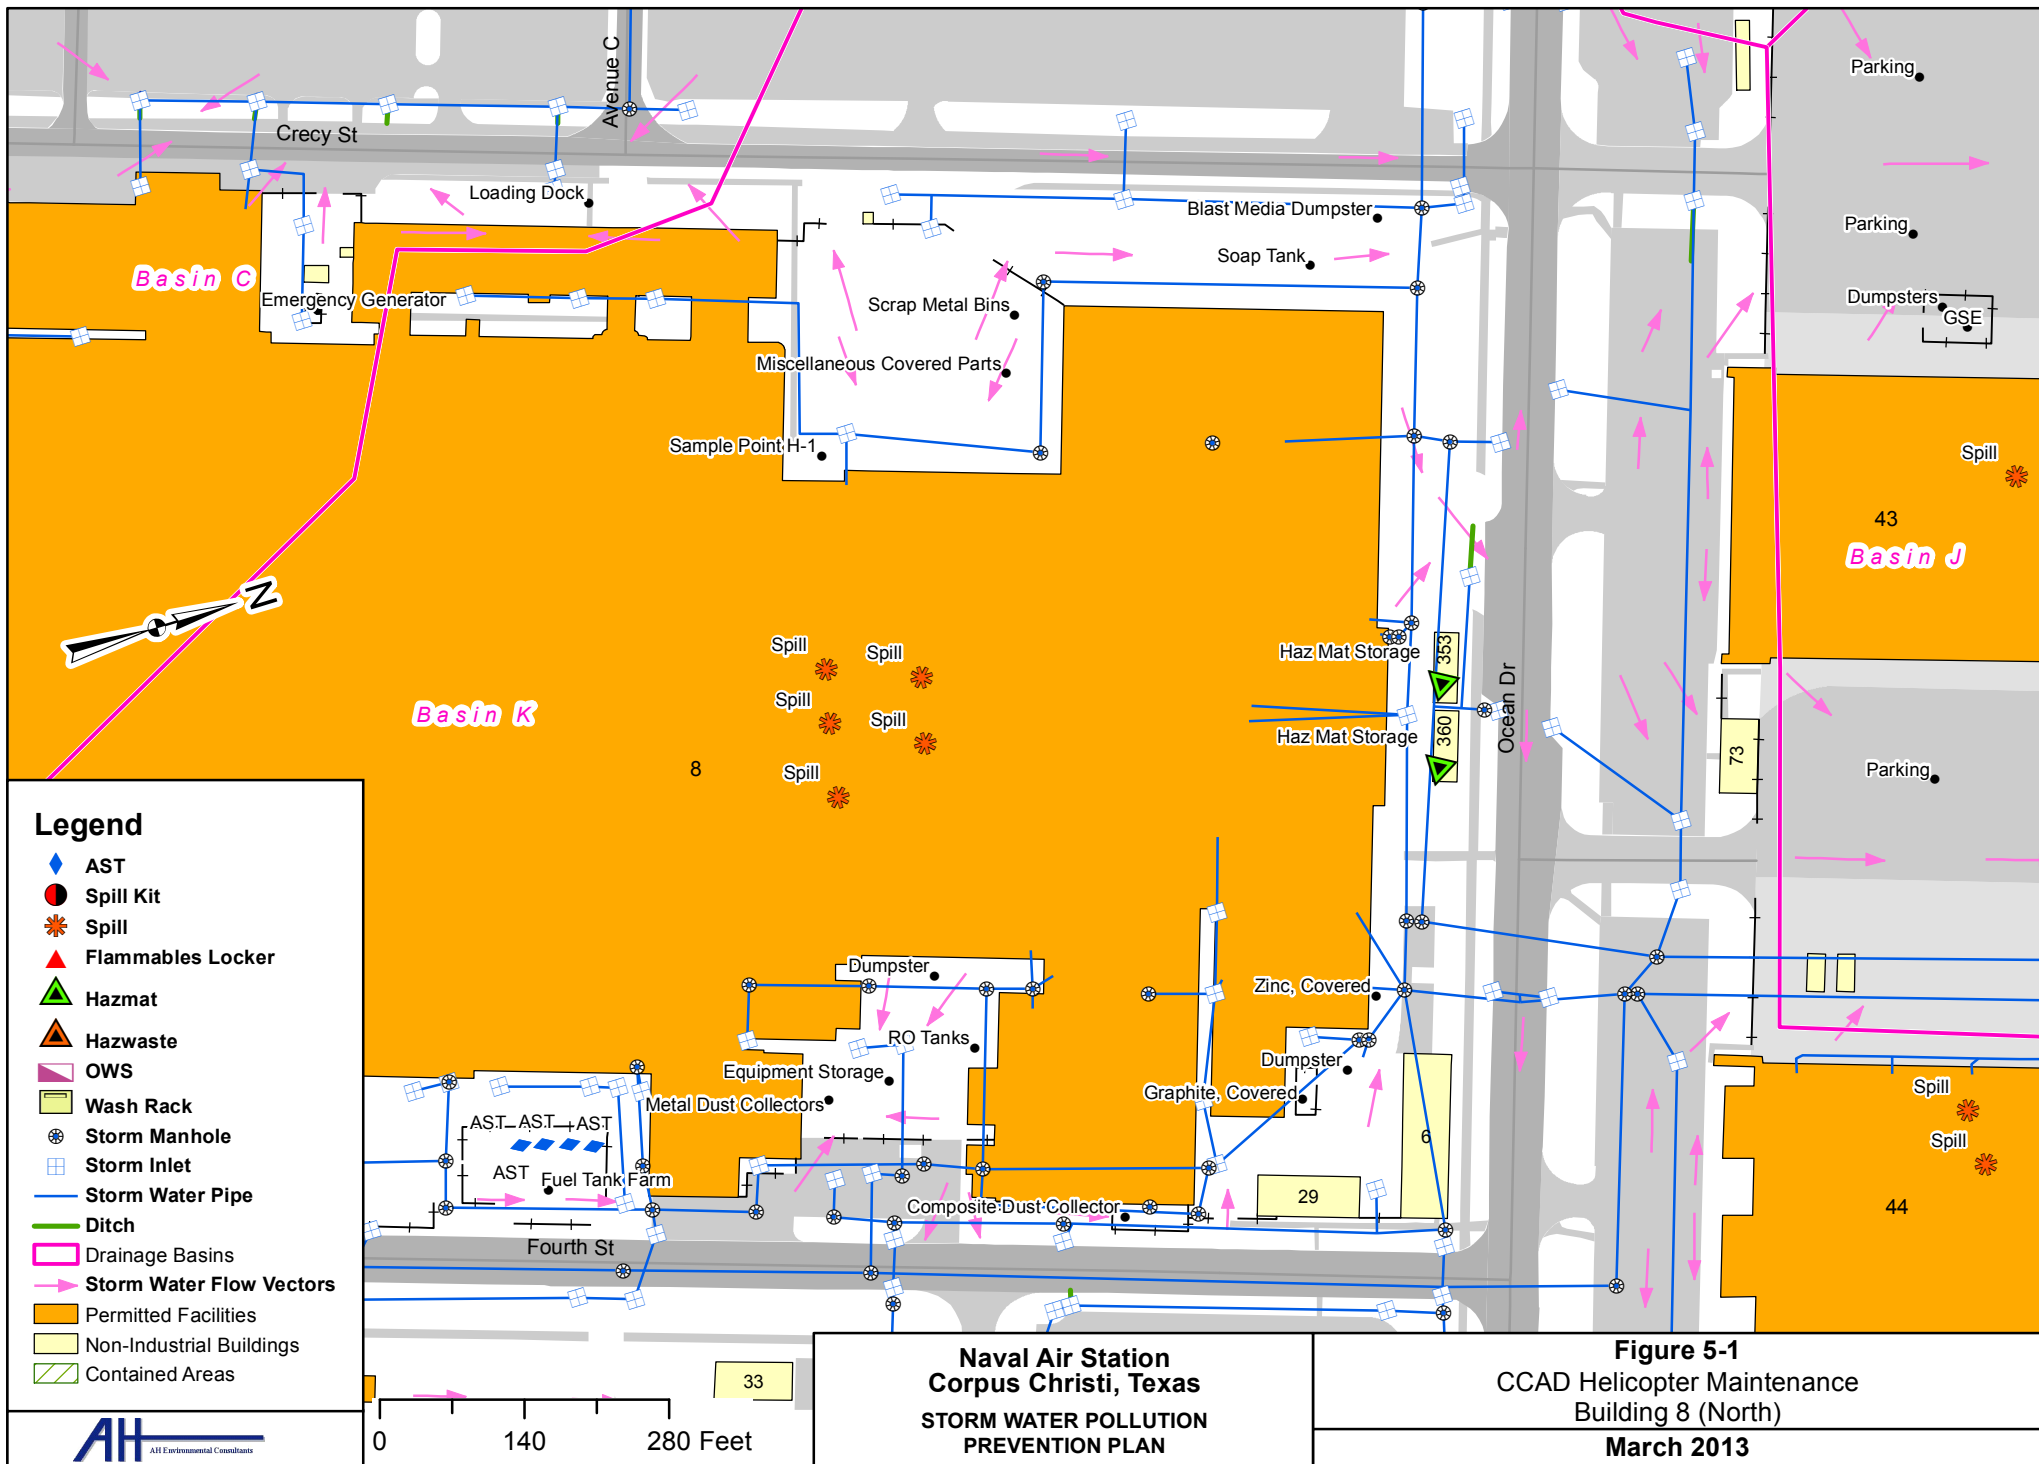 Avenue C
Crecy St
Parking
Loading Dock
Blast Media Dumpster
Parking
Soap Tank
Basin C
Emergency Generator
Scrap Metal Bins
Dumpsters
GSE
Miscellaneous Covered Parts
Sample Point H-1
Spill
43
Basin J
N
Spill
Spill
Haz Mat Storage
353
Spill
Spill
Basin K
Haz Mat Storage
360
Ocean Dr
73
8
Spill
Parking
Dumpster
Zinc, Covered
RO Tanks
Dumpster
Equipment Storage
Graphite, Covered
Metal Dust Collectors
Spill
AST
AST
AST
6
Spill
AST
Fuel Tank Farm
29
Composite Dust Collector
44
Fourth St
33
Legend
AST
Spill Kit
Spill
Flammables Locker
Hazmat
Hazwaste
OWS
Wash Rack
Storm Manhole
Storm Inlet
Storm Water Pipe
Ditch
Drainage Basins
Storm Water Flow Vectors
Permitted Facilities
Non-Industrial Buildings
Contained Areas
AH
AH Environmental Consultants
0 140 280 Feet
Naval Air Station
Corpus Christi, Texas
STORM WATER POLLUTION
PREVENTION PLAN
Figure 5-1
CCAD Helicopter Maintenance
Building 8 (North)
March 2013